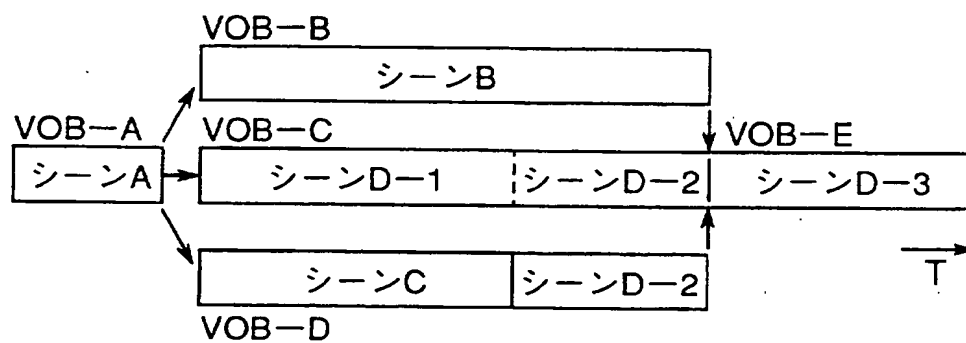 VOB—B
シーンB
VOB—A
VOB—C
VOB—E
シーンA
シーンD—1
シーンD—2
シーンD—3
シーンC
シーンD—2
T
VOB—D